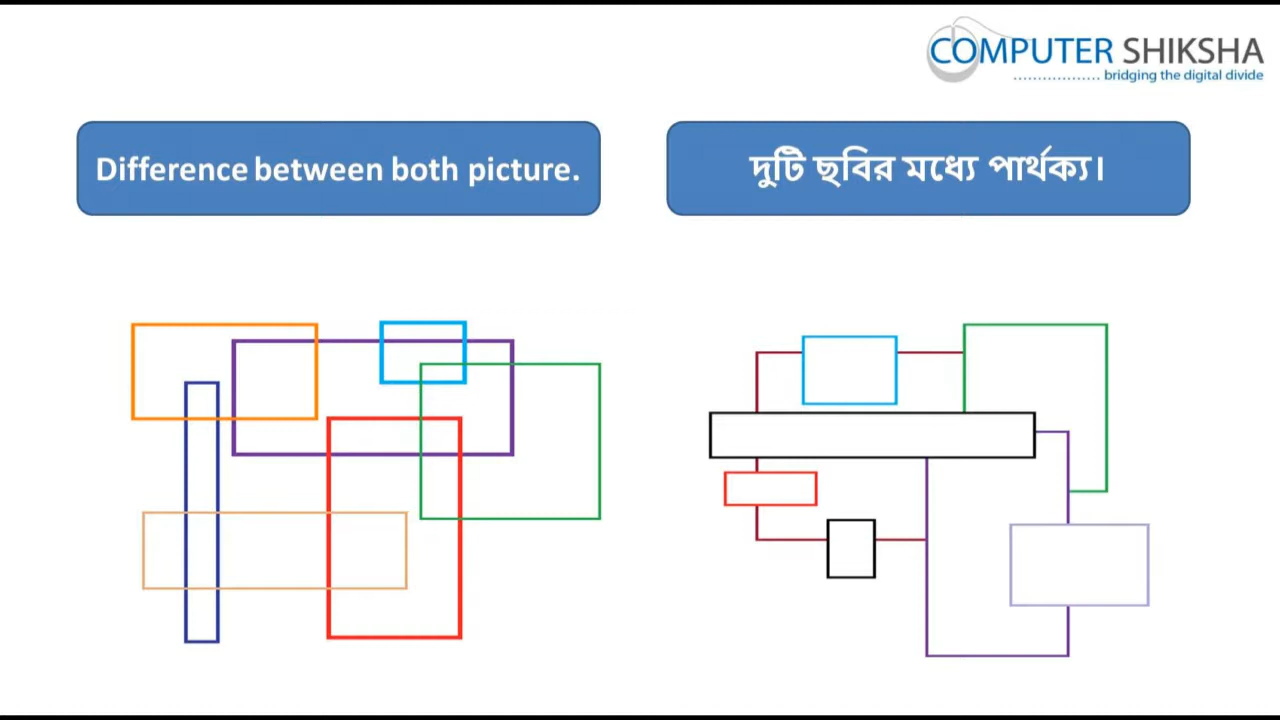 COMPUTER SHIKSHA
bridging the digital divide
Difference between both picture.
দুটি ছবির মধ্যে পার্থক্য।